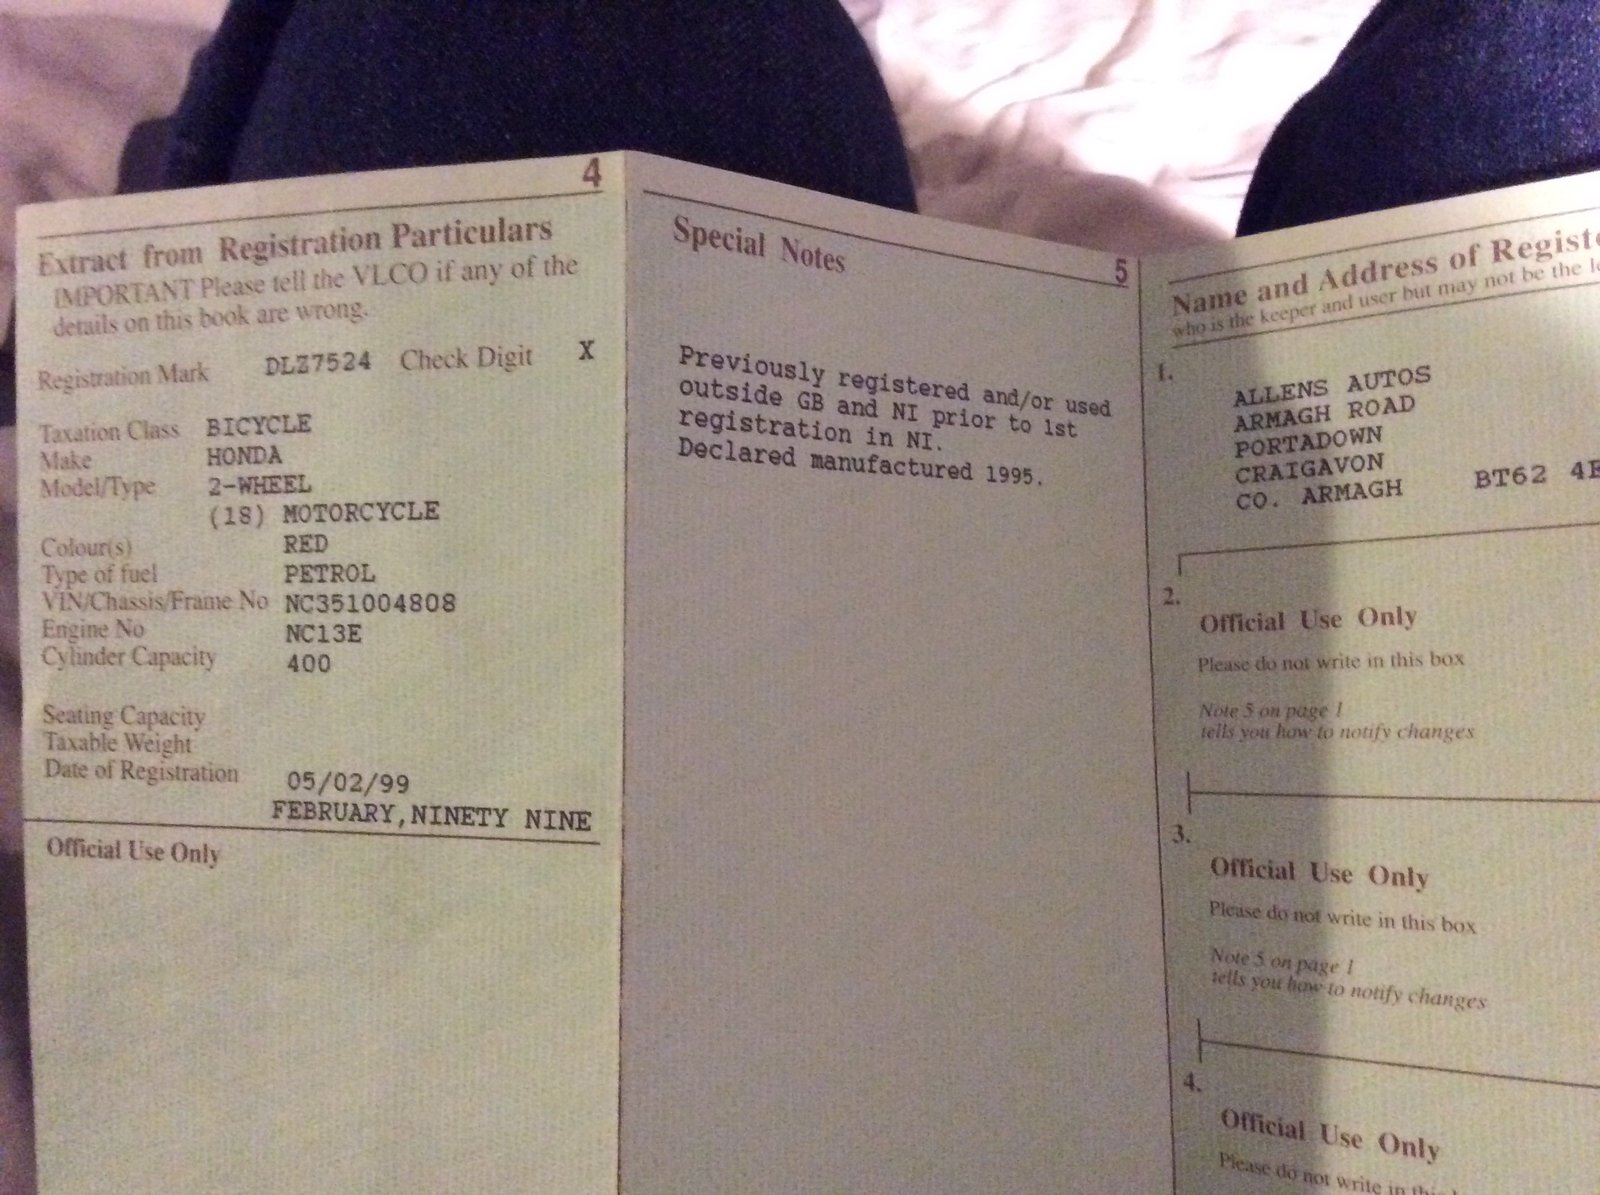 4
Extract from Registration Particulars
IMPORTANT Please tell the VLCO if any of the
details on this book are wrong.
Registration Mark DLZ7524 Check Digit X
Taxation Class BICYCLE
Make HONDA
Model/Type 2-WHEEL
(18) MOTORCYCLE
Colour(s) RED
Type of fuel PETROL
VIN/Chassis/Frame No NC351004808
Engine No NC13E
Cylinder Capacity 400
Seating Capacity
Taxable Weight
Date of Registration 05/02/99
FEBRUARY,NINETY NINE
Official Use Only
Special Notes
5
Previously registered and/or used
outside GB and NI prior to 1st
registration in NI.
Declared manufactured 1995.
Name and Address of
who is the keeper and user but may not be the
1.
ALLENS AUTOS
ARMAGH ROAD
PORTADOWN
CRAIGAVON
CO. ARMAGH BT62
2.
Official Use Only
Please do not write in this box
Note 5 on page 1
tells you how to notify changes
3.
Official Use Only
Please do not write in this box
Note 5 on page 1
tells you how to notify changes
4.
Official Use Only
Please do not write in this